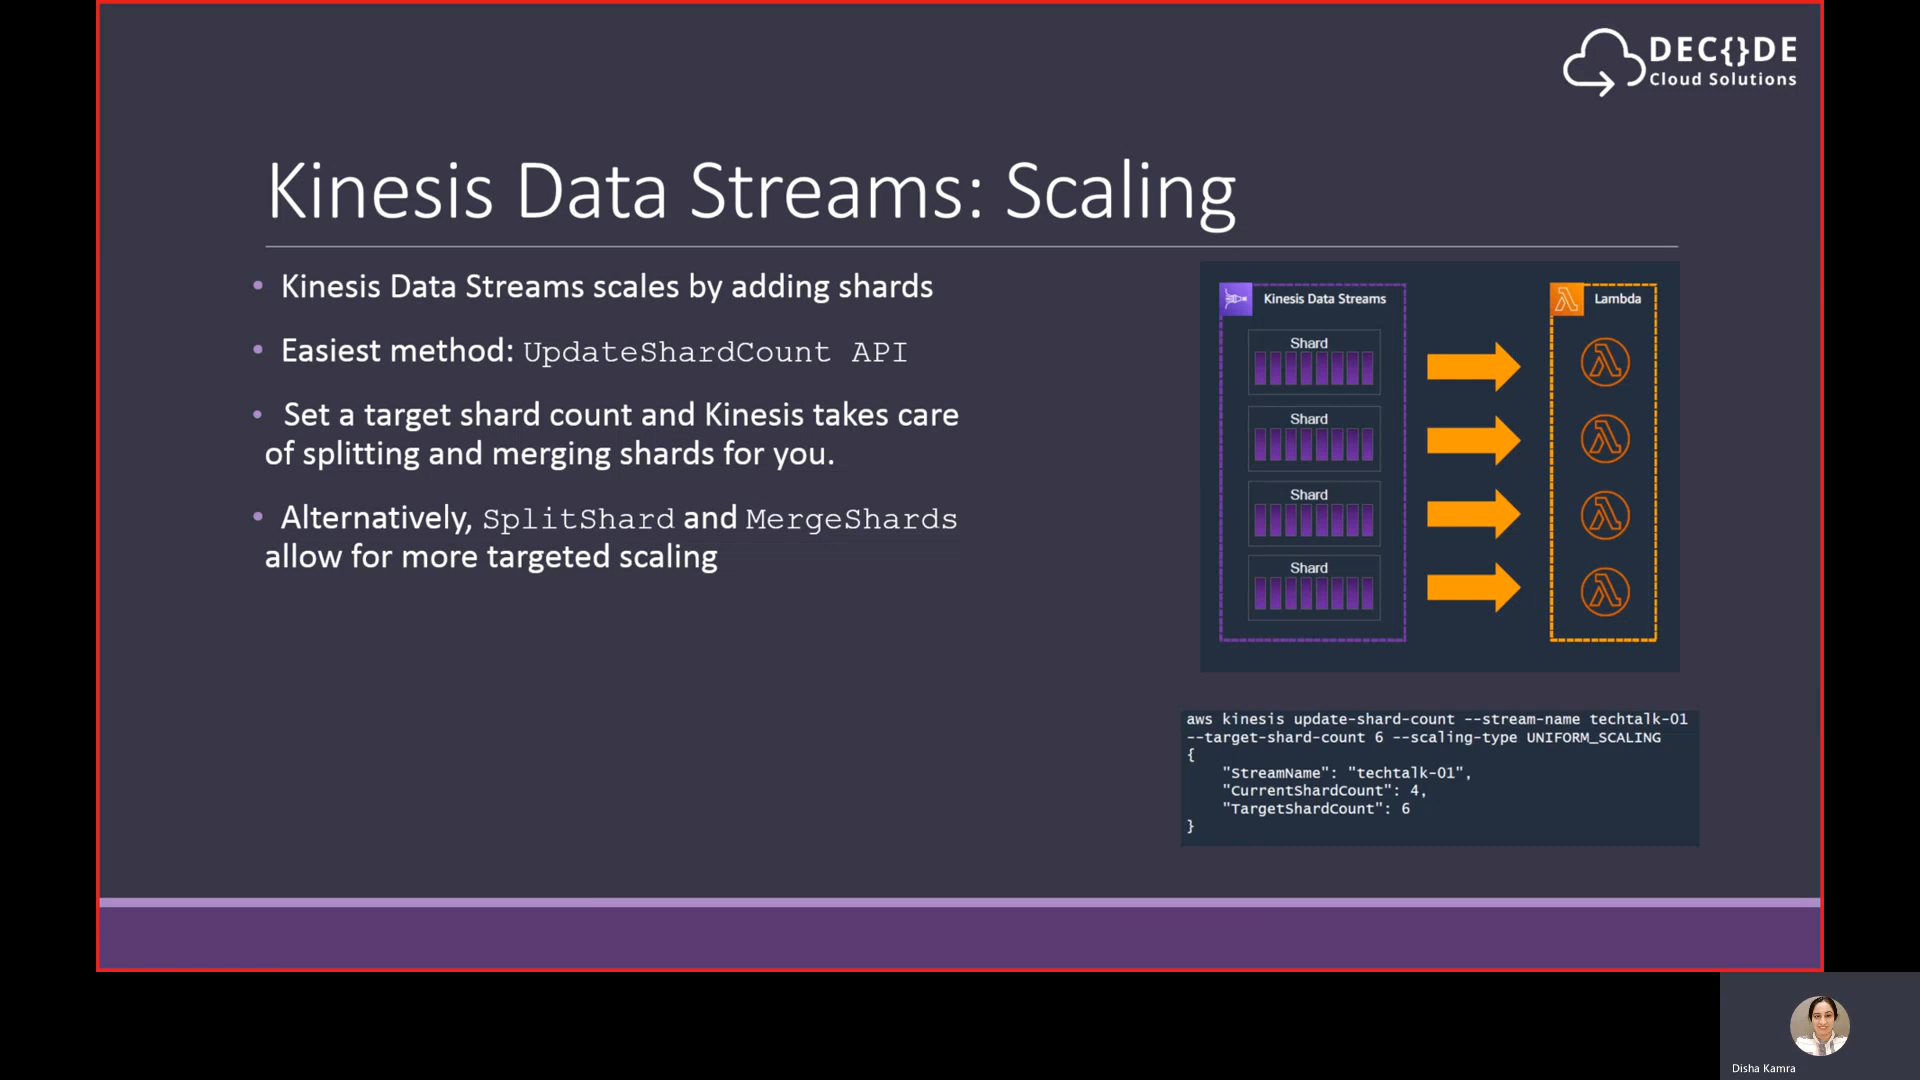 DEC{}DE
Cloud Solutions
Kinesis Data Streams: Scaling
• Kinesis Data Streams scales by adding shards
• Easiest method: UpdateShardCount API
• Set a target shard count and Kinesis takes care
of splitting and merging shards for you.
• Alternatively, SplitShard and MergeShards
allow for more targeted scaling
Kinesis Data Streams
Shard
Shard
Shard
Shard
Lambda
aws kinesis update-shard-count --stream-name techtalk-01
--target-shard-count 6 --scaling-type UNIFORM_SCALING
{
"StreamName": "techtalk-01",
"CurrentShardCount": 4,
"TargetShardCount": 6
}
Disha Kamra